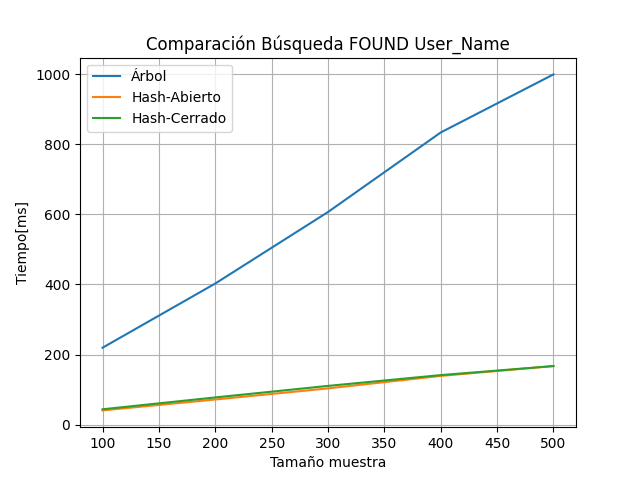 Comparación Búsqueda FOUND User_Name
Árbol
Hash-Abierto
Hash-Cerrado
1000
800
600
400
200
0
Tiempo[ms]
100 150 200 250 300 350 400 450 500
Tamaño muestra